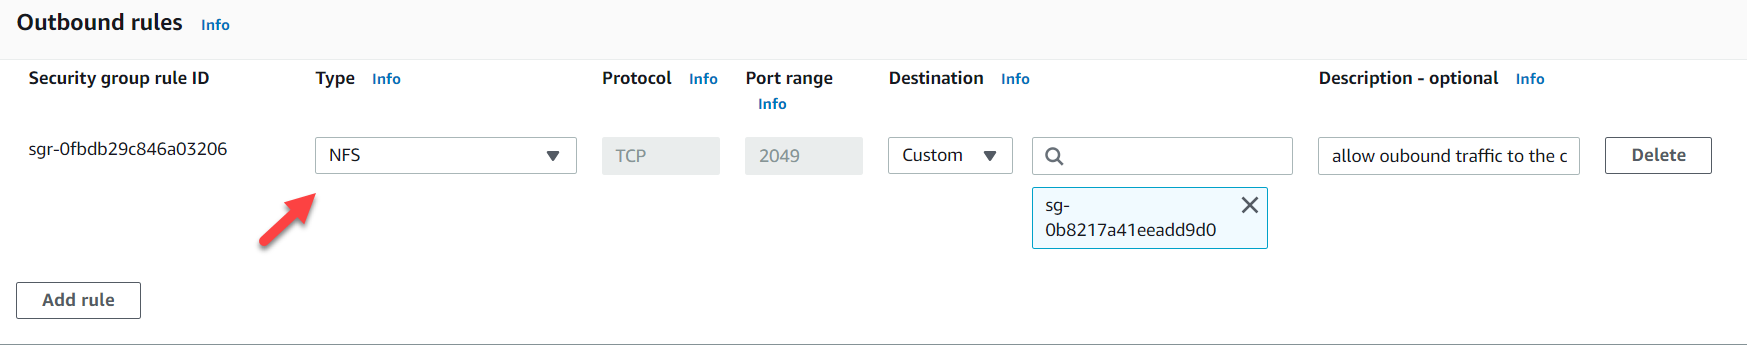 Outbound rules Info
Security group rule ID Type Info Protocol Info Port range Info Destination Info Description - optional Info
sgr-0fbdb29c846a03206 NFS TCP 2049 Custom allow oubound traffic to the c Delete
sg-
0b8217a41eeadd9d0
Add rule